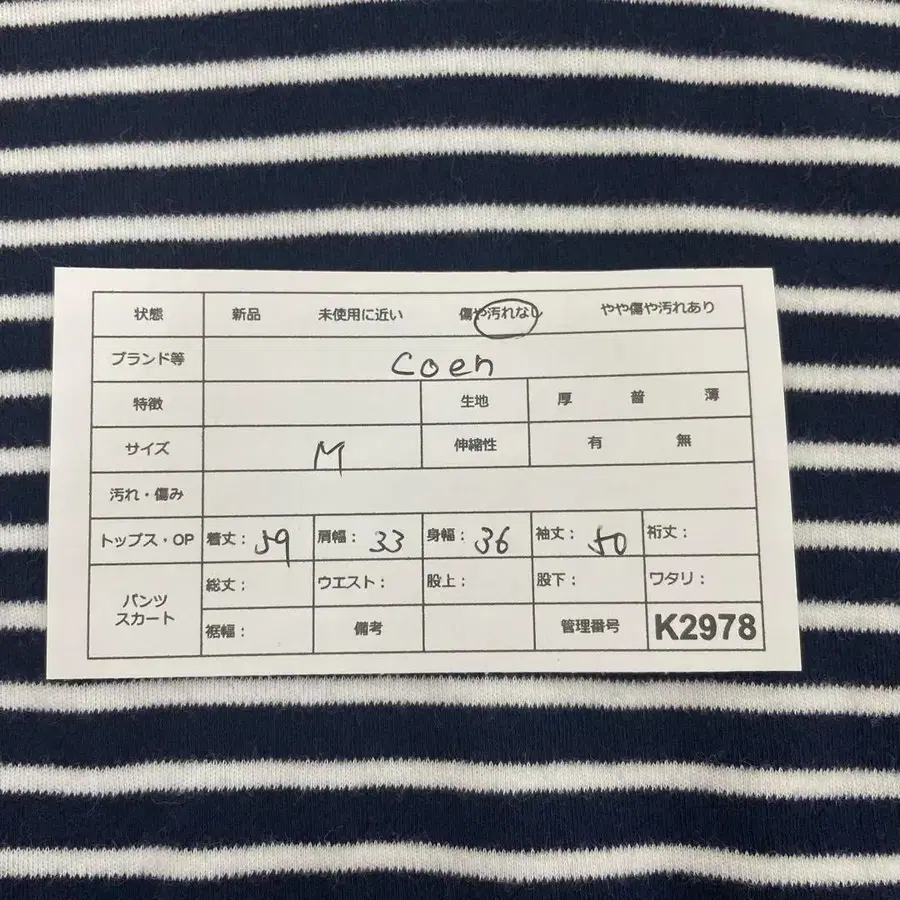 状態 新品 未使用に近い 傷や汚れなし やや傷や汚れあり
ブランド等 coen
特徴 生地 厚 普 薄
サイズ M 伸縮性 有 無
汚れ・傷み
トップス・OP 着丈： 59 肩幅： 33 身幅： 36 袖丈： 50 裄丈：
パンツ スカート 総丈； ウエスト： 股上： 股下： ワタリ：
裾幅： 備考 管理番号 K2978